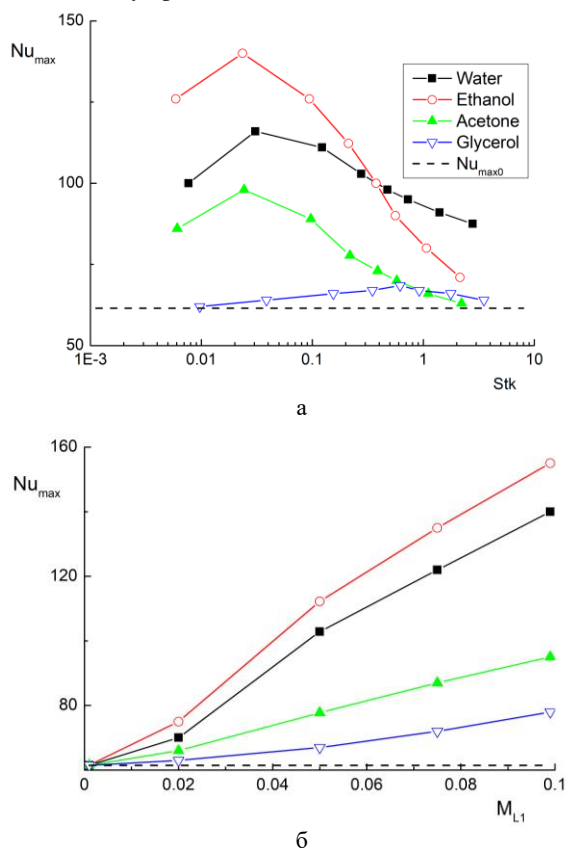 150
Nu_max
Water
Ethanol
Acetone
Glycerol
Nu_max0
100
50
1E-3 0.01 0.1 1 10
Stk
а
160
Nu_max
120
80
0 0.02 0.04 0.06 0.08 0.1
M_L1
б